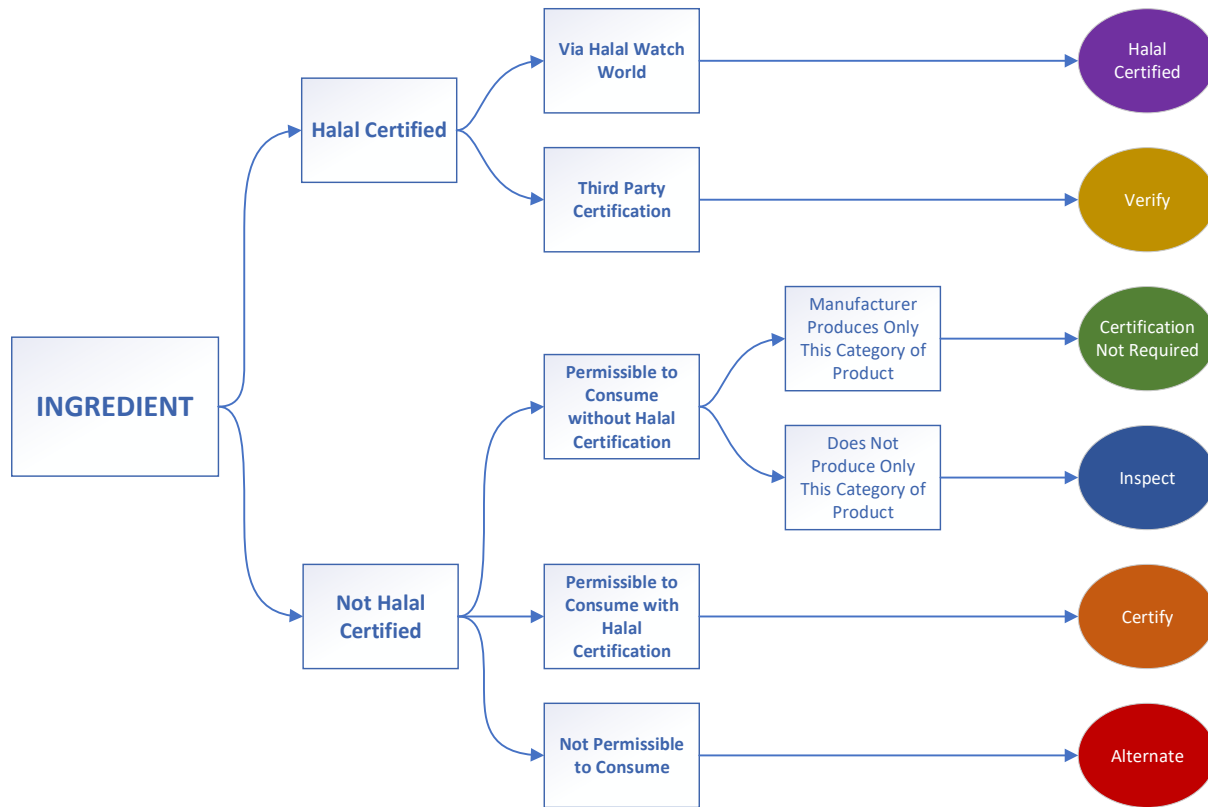 Via Halal Watch
World
Halal
Certified
Halal Certified
Third Party
Certification
Verify
INGREDIENT
Manufacturer
Produces Only
This Category of
Product
Certification
Not Required
Permissible to
Consume
without Halal
Certification
Does Not
Produce Only
This Category of
Product
Inspect
Not Halal
Certified
Permissible to
Consume with
Halal
Certification
Certify
Not Permissible
to Consume
Alternate